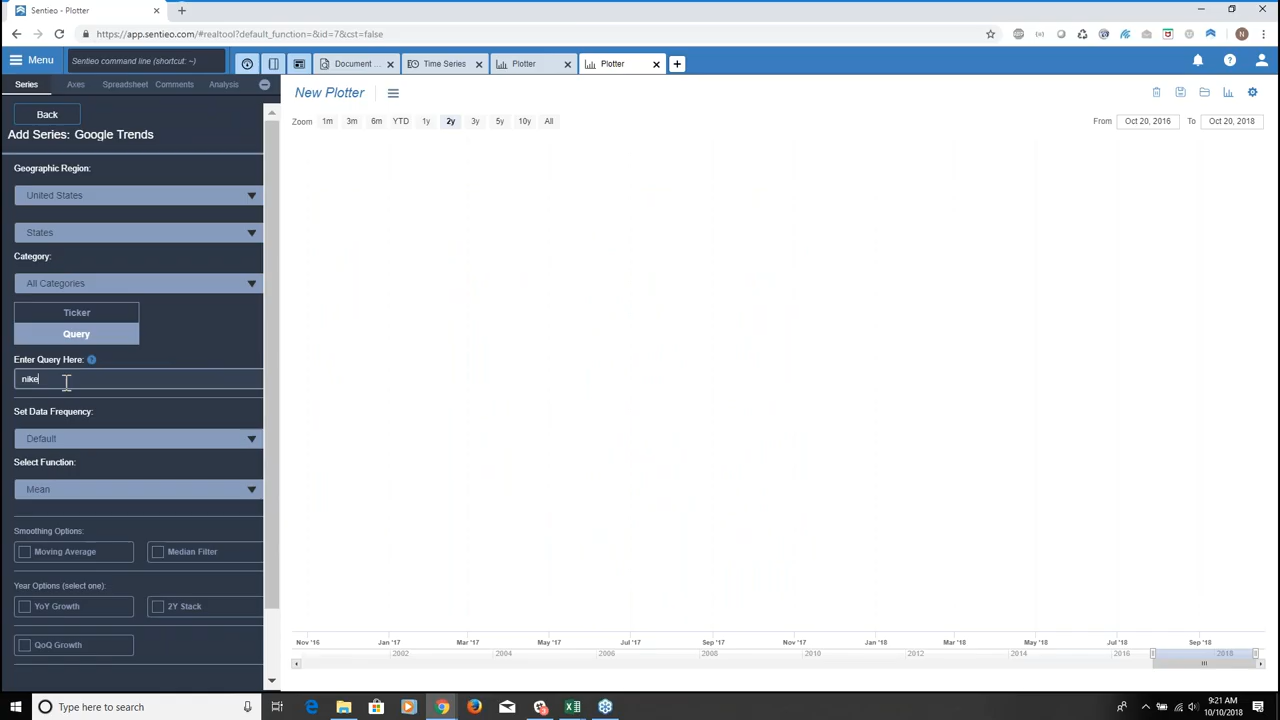 Sentieo - Plotter
https://app.sentieo.com/#realtool?default_function=&id=7&cst=false
N
Menu
Sentieo command line (shortcut: ~)
Document ...
Time Series
Plotter
Plotter
Series
Axes
Spreadsheet
Comments
Analysis
Back
Add Series: Google Trends
New Plotter
Zoom
1m
3m
6m
YTD
1y
2y
3y
5y
10y
All
From
Oct 20, 2016
To
Oct 20, 2018
Geographic Region:
United States
States
Category:
All Categories
Ticker
Query
Enter Query Here: ?
nike
Set Data Frequency:
Default
Select Function:
Mean
Smoothing Options:
Moving Average
Median Filter
Year Options (select one):
YoY Growth
2Y Stack
QoQ Growth
Nov '16
Jan '17
Mar '17
May '17
Jul '17
Sep '17
Nov '17
Jan '18
Mar '18
May '18
Jul '18
Sep '18
2002
2004
2006
2008
2010
2012
2014
2016
2018
Type here to search
9:21 AM
10/10/2018